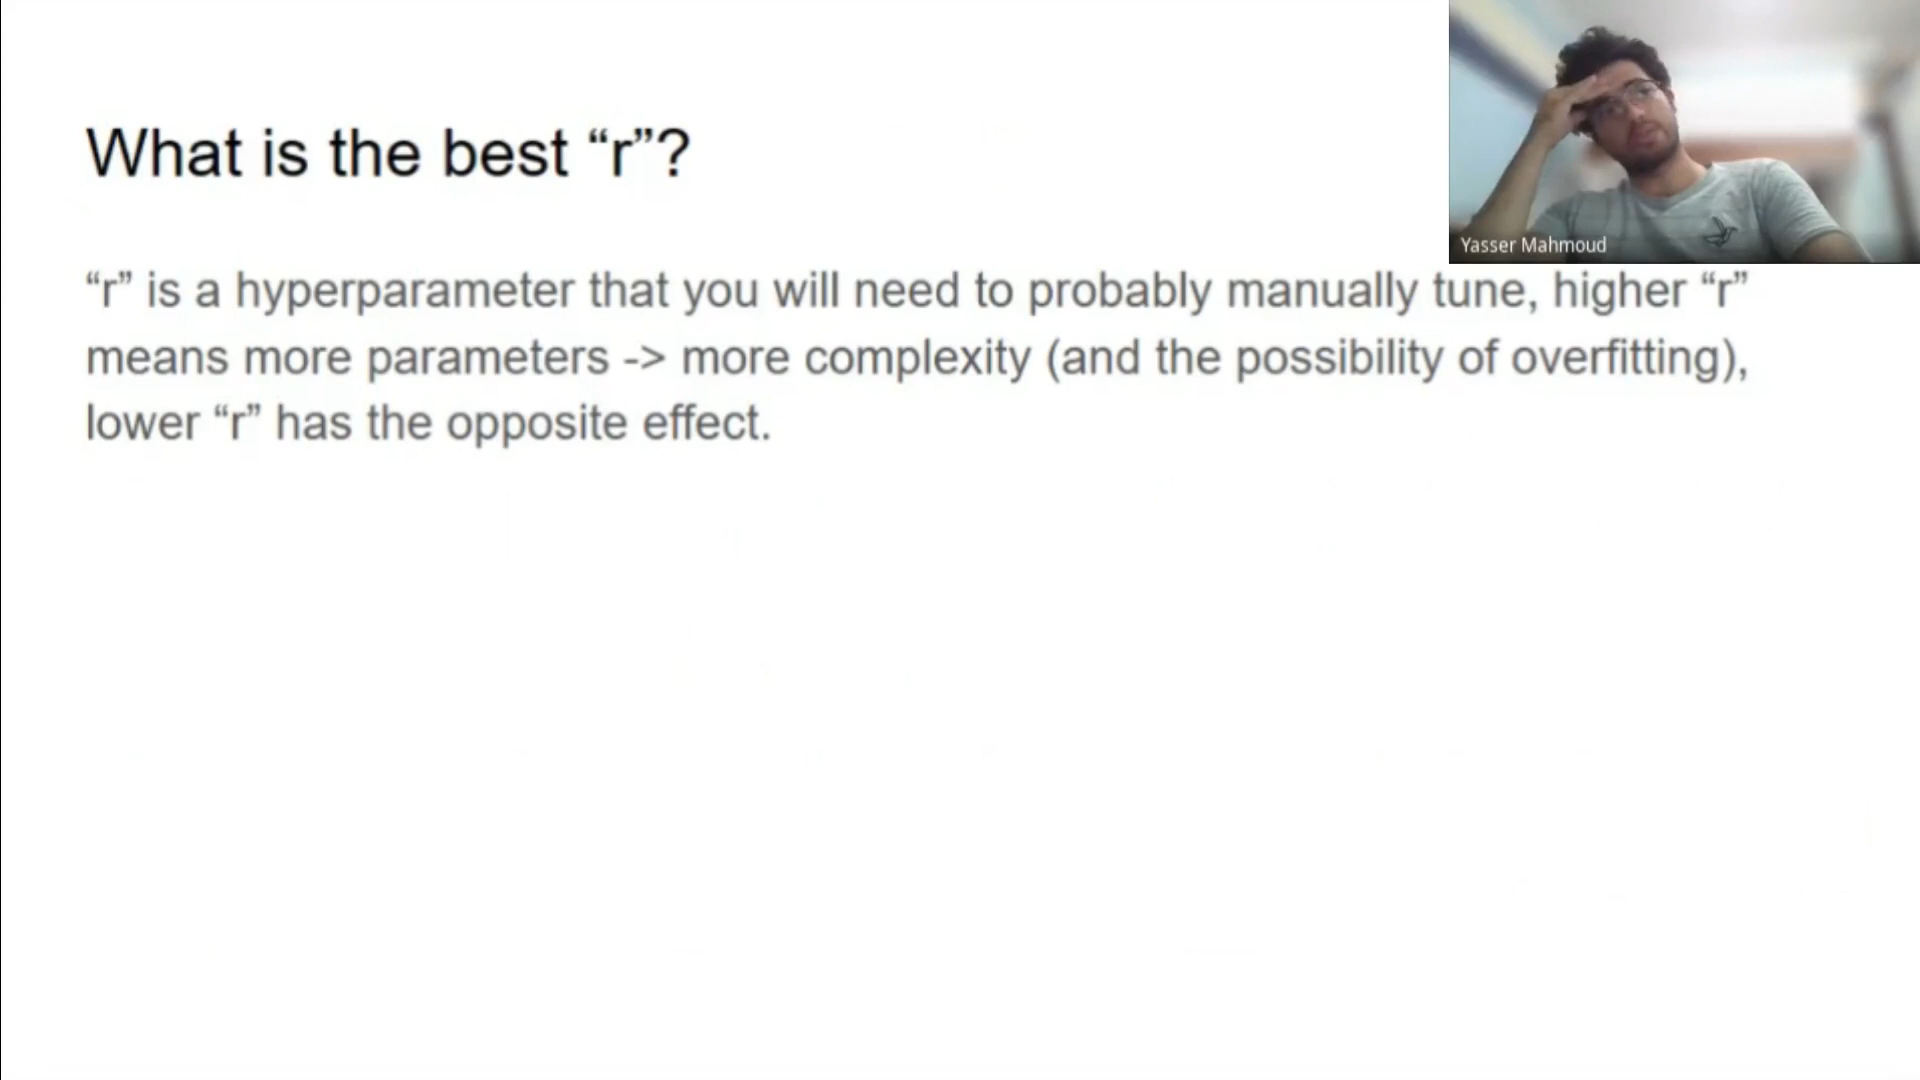 What is the best “r”?
Yasser Mahmoud
“r” is a hyperparameter that you will need to probably manually tune, higher “r”
means more parameters -> more complexity (and the possibility of overfitting),
lower “r” has the opposite effect.